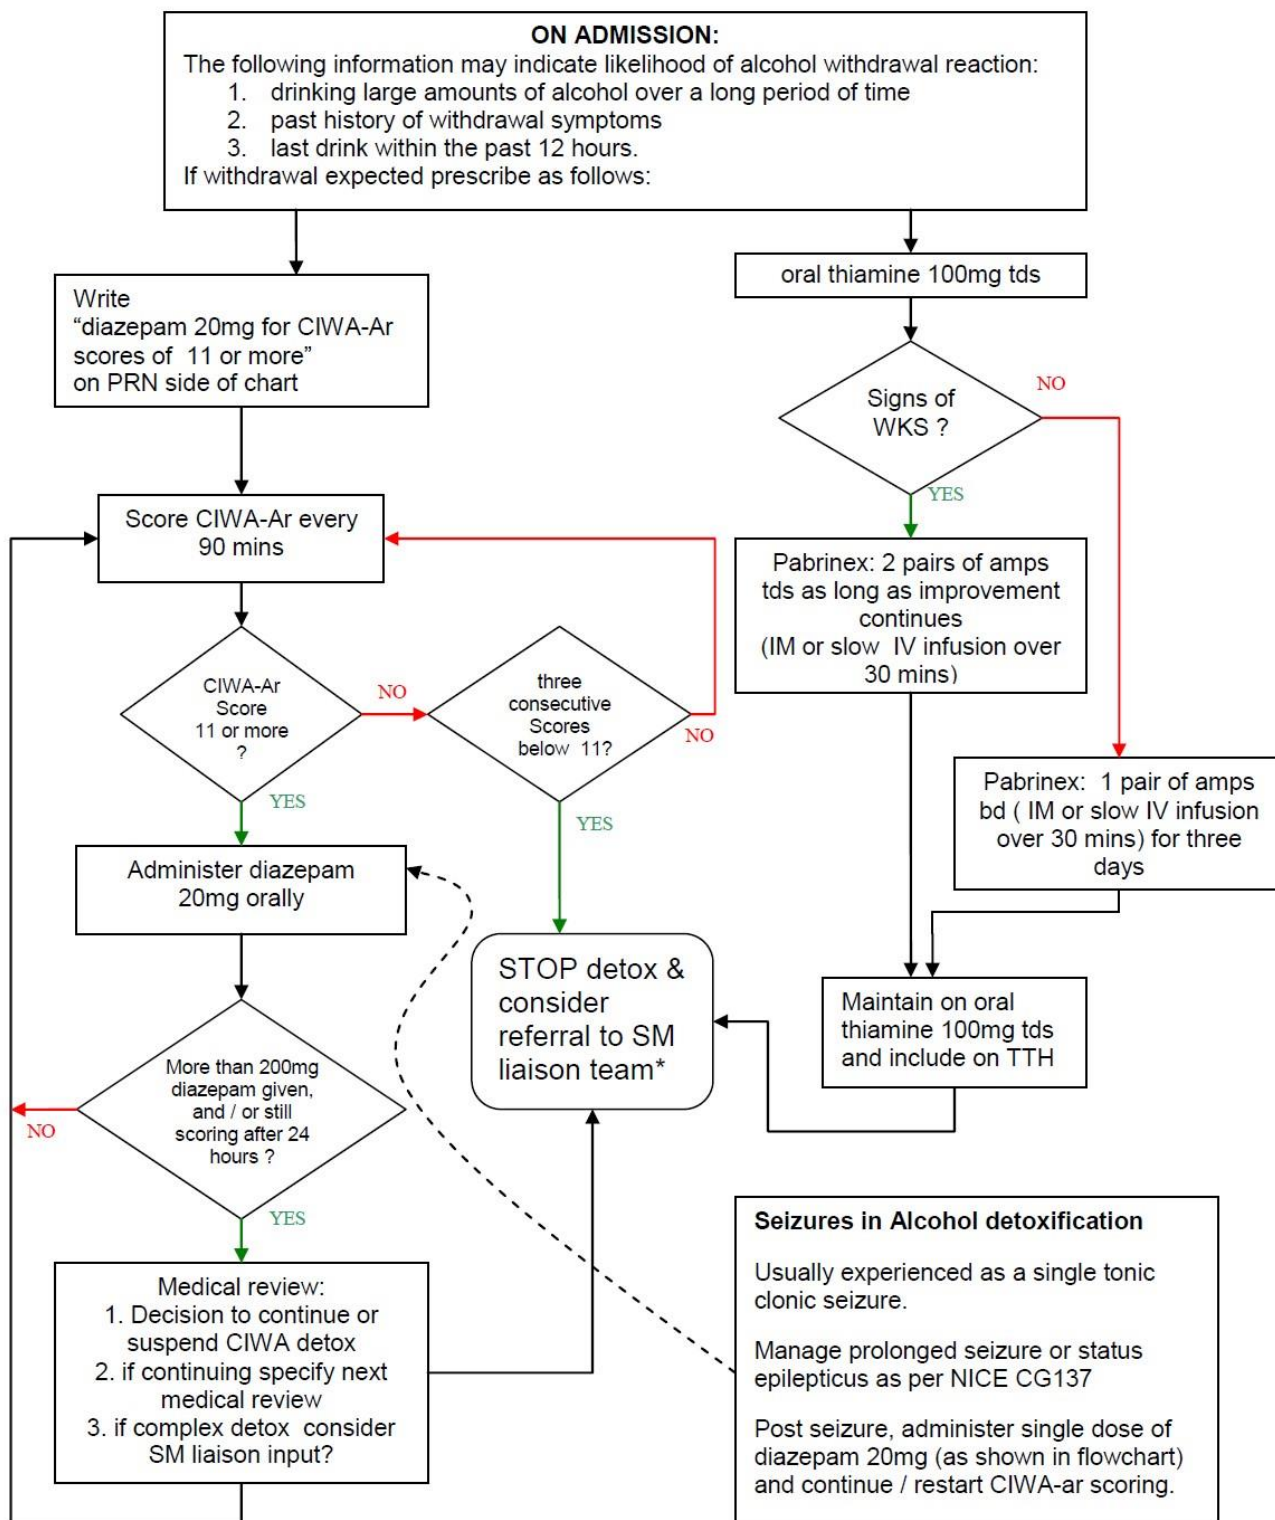 ON ADMISSION:
The following information may indicate likelihood of alcohol withdrawal reaction:
1. drinking large amounts of alcohol over a long period of time
2. past history of withdrawal symptoms
3. last drink within the past 12 hours.
If withdrawal expected prescribe as follows:
Write
“diazepam 20mg for CIWA-Ar
scores of 11 or more”
on PRN side of chart
oral thiamine 100mg tds
Signs of
WKS ?
NO
YES
Score CIWA-Ar every
90 mins
Pabrinex: 2 pairs of amps
tds as long as improvement
continues
(IM or slow IV infusion over
30 mins)
CIWA-Ar
Score
11 or more
?
NO
YES
three
consecutive
Scores
below 11?
NO
YES
Pabrinex: 1 pair of amps
bd ( IM or slow IV infusion
over 30 mins) for three
days
Administer diazepam
20mg orally
STOP detox &
consider
referral to SM
liaison team*
Maintain on oral
thiamine 100mg tds
and include on TTH
More than 200mg
diazepam given,
and / or still
scoring after 24
hours ?
NO
YES
Medical review:
1. Decision to continue or
suspend CIWA detox
2. if continuing specify next
medical review
3. if complex detox consider
SM liaison input?
Seizures in Alcohol detoxification
Usually experienced as a single tonic
clonic seizure.
Manage prolonged seizure or status
epilepticus as per NICE CG137
Post seizure, administer single dose of
diazepam 20mg (as shown in flowchart)
and continue / restart CIWA-ar scoring.